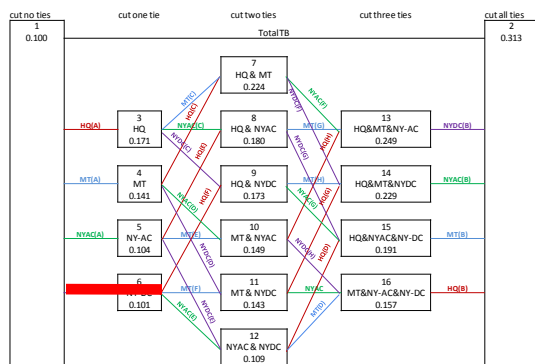 cut no ties cut one tie cut two ties cut three ties cut all ties
1
0.100
Total TB
2
0.313
7
HQ & MT
0.224
MT(C)
HQ(C)
NYAC(F)
NYDC(F)
HQ(A)
3
HQ
0.171
NYAC(C)
NYDC(C)
HQ(E)
8
HQ & NYAC
0.180
MT(G)
NYDC(G)
HQ(H)
13
HQ&MT&NY-AC
0.249
NYDC(B)
MT(A)
4
MT
0.141
NYAC(D)
HQ(F)
9
HQ & NYDC
0.173
MT(H)
NYAC(G)
HQ(G)
14
HQ&MT&NYDC
0.229
NYAC(B)
NYAC(A)
5
NY-AC
0.104
MT(E)
NYDC(D)
10
MT & NYAC
0.149
NYDC(H)
HQ(D)
15
HQ&NYAC&NY-DC
0.191
MT(B)
6
0.101
MT(F)
NYAC(E)
NYDC(E)
11
MT & NYDC
0.143
NYAC
MT(D)
16
MT&NY-AC&NY-DC
0.157
HQ(B)
12
NYAC & NYDC
0.109